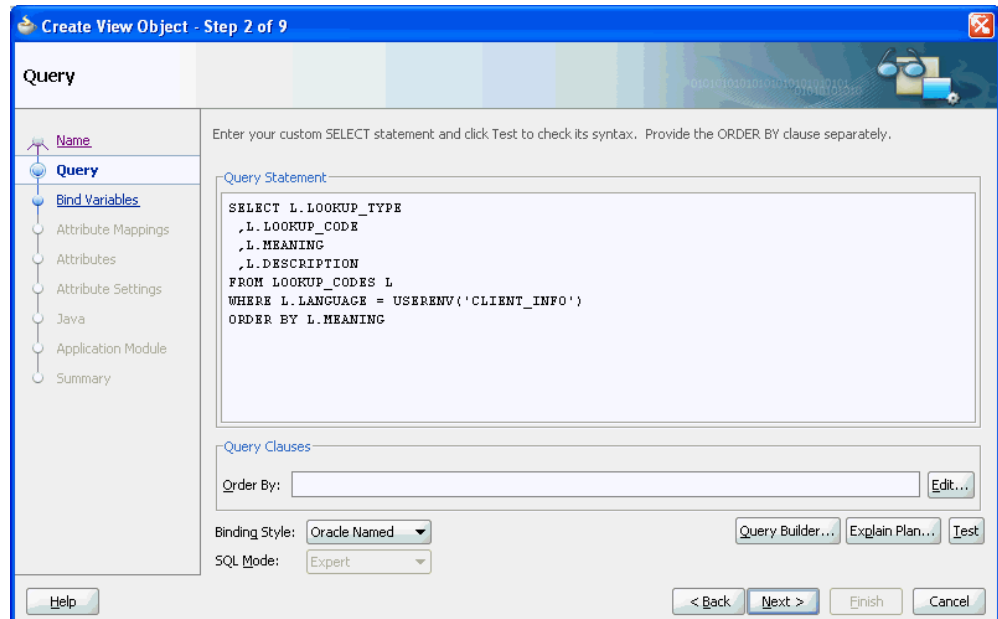 Create View Object - Step 2 of 9
Query
Name
Query
Bind Variables
Attribute Mappings
Attributes
Attribute Settings
Java
Application Module
Summary
Enter your custom SELECT statement and click Test to check its syntax.  Provide the ORDER BY clause separately.
Query Statement
SELECT L.LOOKUP_TYPE
,L.LOOKUP_CODE
,L.MEANING
,L.DESCRIPTION
FROM LOOKUP_CODES L
WHERE L.LANGUAGE = USERENV('CLIENT_INFO')
ORDER BY L.MEANING
Query Clauses
Order By:
Edit...
Binding Style: Oracle Named
Query Builder... Explain Plan... Test
SQL Mode: Expert
Help
< Back Next > Finish Cancel